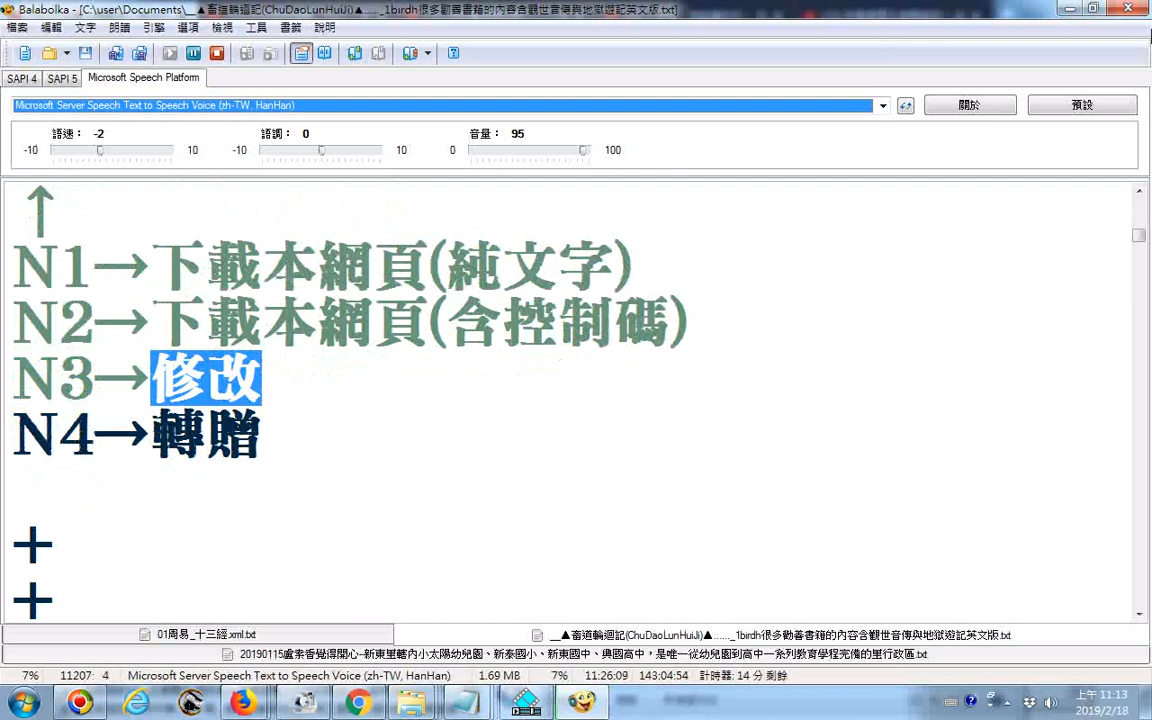 Balabolka - [C:\user\Documents\__▲畜道輪迴記(ChuDaoLunHuiJi)▲......_1birdh很多勸善書籍的內容含觀世音傳與地獄遊記英文版.txt]
檔案 編輯 文字 朗讀 引擎 選項 檢視 工具 書籤 說明
SAPI 4 SAPI 5 Microsoft Speech Platform
Microsoft Server Speech Text to Speech Voice (zh-TW, HanHan)
關於 預設
語速： -2 語調： 0 音量： 95
-10 10 -10 10 0 100
↑
N1→下載本網頁(純文字)
N2→下載本網頁(含控制碼)
N3→修改
N4→轉贈
+
+
01周易_十三經.xml.txt
__▲畜道輪迴記(ChuDaoLunHuiJi)▲......_1birdh很多勸善書籍的內容含觀世音傳與地獄遊記英文版.txt
20190115盧素香覺得開心--新東里轄內小太陽幼兒園、新泰國小、新東國中、興國高中，是唯一從幼兒園到高中一系列教育學程完備的里行政區.txt
7% 11207: 4 Microsoft Server Speech Text to Speech Voice (zh-TW, HanHan) 1.69 MB 7% 11:26:09 143:04:54 計時器: 14 分 剩餘
上午 11:13
2019/2/18